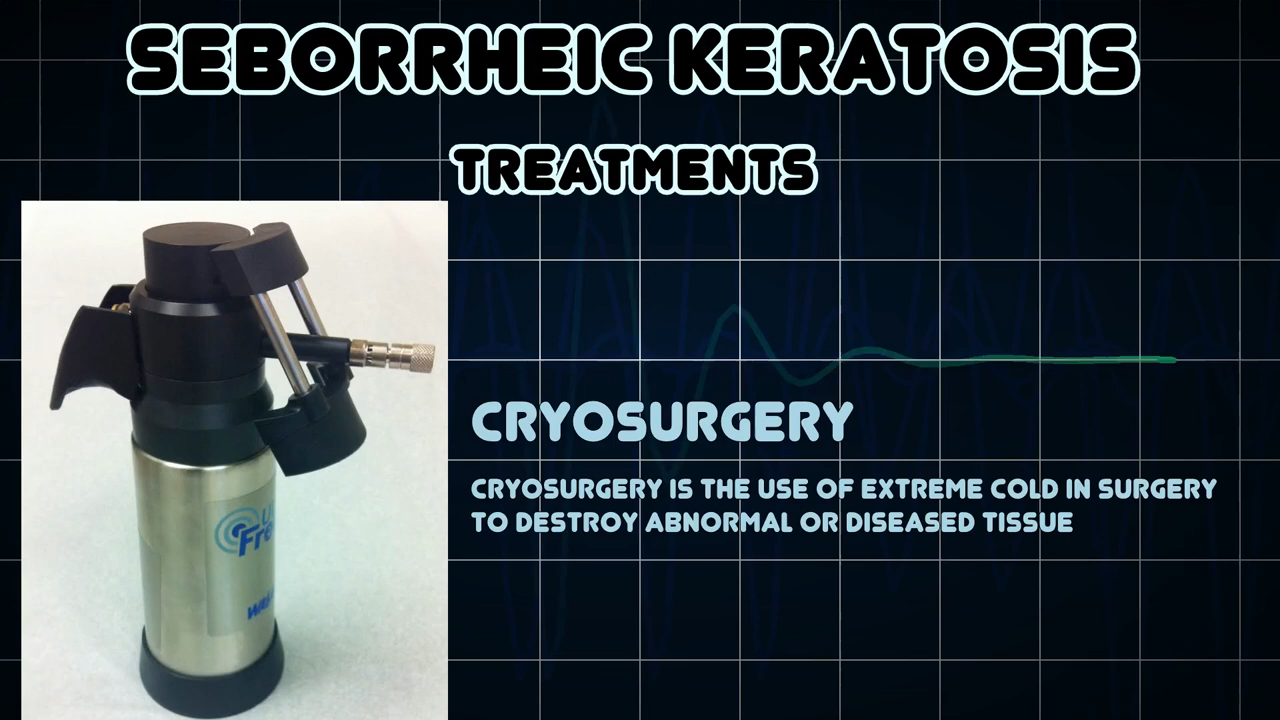 SEBORRHEIC KERATOSIS
TREATMENTS
CRYOSURGERY
CRYOSURGERY IS THE USE OF EXTREME COLD IN SURGERY
TO DESTROY ABNORMAL OR DISEASED TISSUE